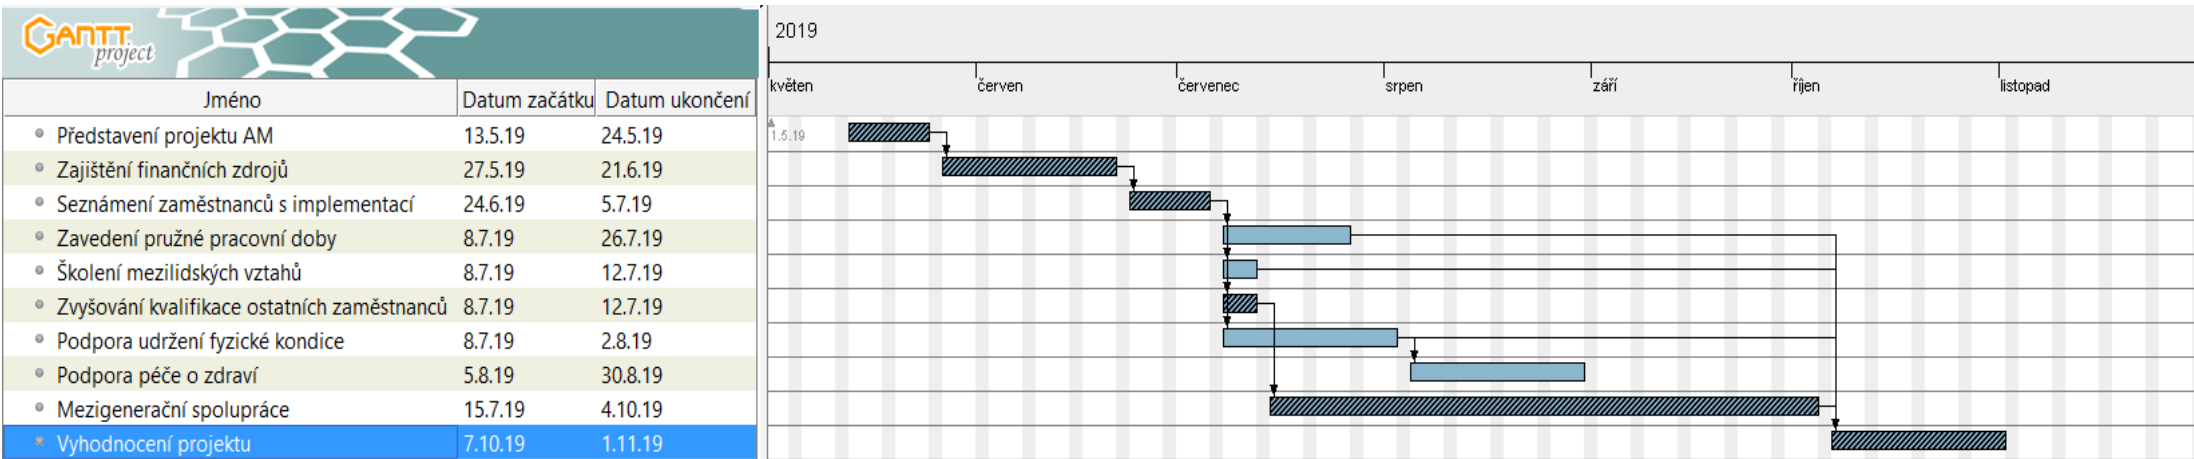 GANTT
project
2019
květen červen červenec srpen září říjen listopad
Jméno Datum začátku Datum ukončení
1.5.19
Představení projektu AM 13.5.19 24.5.19
Zajištění finančních zdrojů 27.5.19 21.6.19
Seznámení zaměstnanců s implementací 24.6.19 5.7.19
Zavedení pružné pracovní doby 8.7.19 26.7.19
Školení mezilidských vztahů 8.7.19 12.7.19
Zvyšování kvalifikace ostatních zaměstnanců 8.7.19 12.7.19
Podpora udržení fyzické kondice 8.7.19 2.8.19
Podpora péče o zdraví 5.8.19 30.8.19
Mezigenerační spolupráce 15.7.19 4.10.19
Vyhodnocení projektu 7.10.19 1.11.19